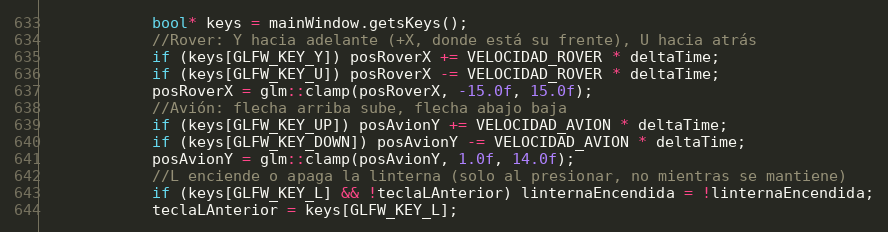 633 bool* keys = mainWindow.getsKeys();
634 //Rover: Y hacia adelante (+X, donde está su frente), U hacia atrás
635 if (keys[GLFW_KEY_Y]) posRoverX += VELOCIDAD_ROVER * deltaTime;
636 if (keys[GLFW_KEY_U]) posRoverX -= VELOCIDAD_ROVER * deltaTime;
637 posRoverX = glm::clamp(posRoverX, -15.0f, 15.0f);
638 //Avión: flecha arriba sube, flecha abajo baja
639 if (keys[GLFW_KEY_UP]) posAvionY += VELOCIDAD_AVION * deltaTime;
640 if (keys[GLFW_KEY_DOWN]) posAvionY -= VELOCIDAD_AVION * deltaTime;
641 posAvionY = glm::clamp(posAvionY, 1.0f, 14.0f);
642 //L enciende o apaga la linterna (solo al presionar, no mientras se mantiene)
643 if (keys[GLFW_KEY_L] && !teclaLAnterior) linternaEncendida = !linternaEncendida;
644 teclaLAnterior = keys[GLFW_KEY_L];